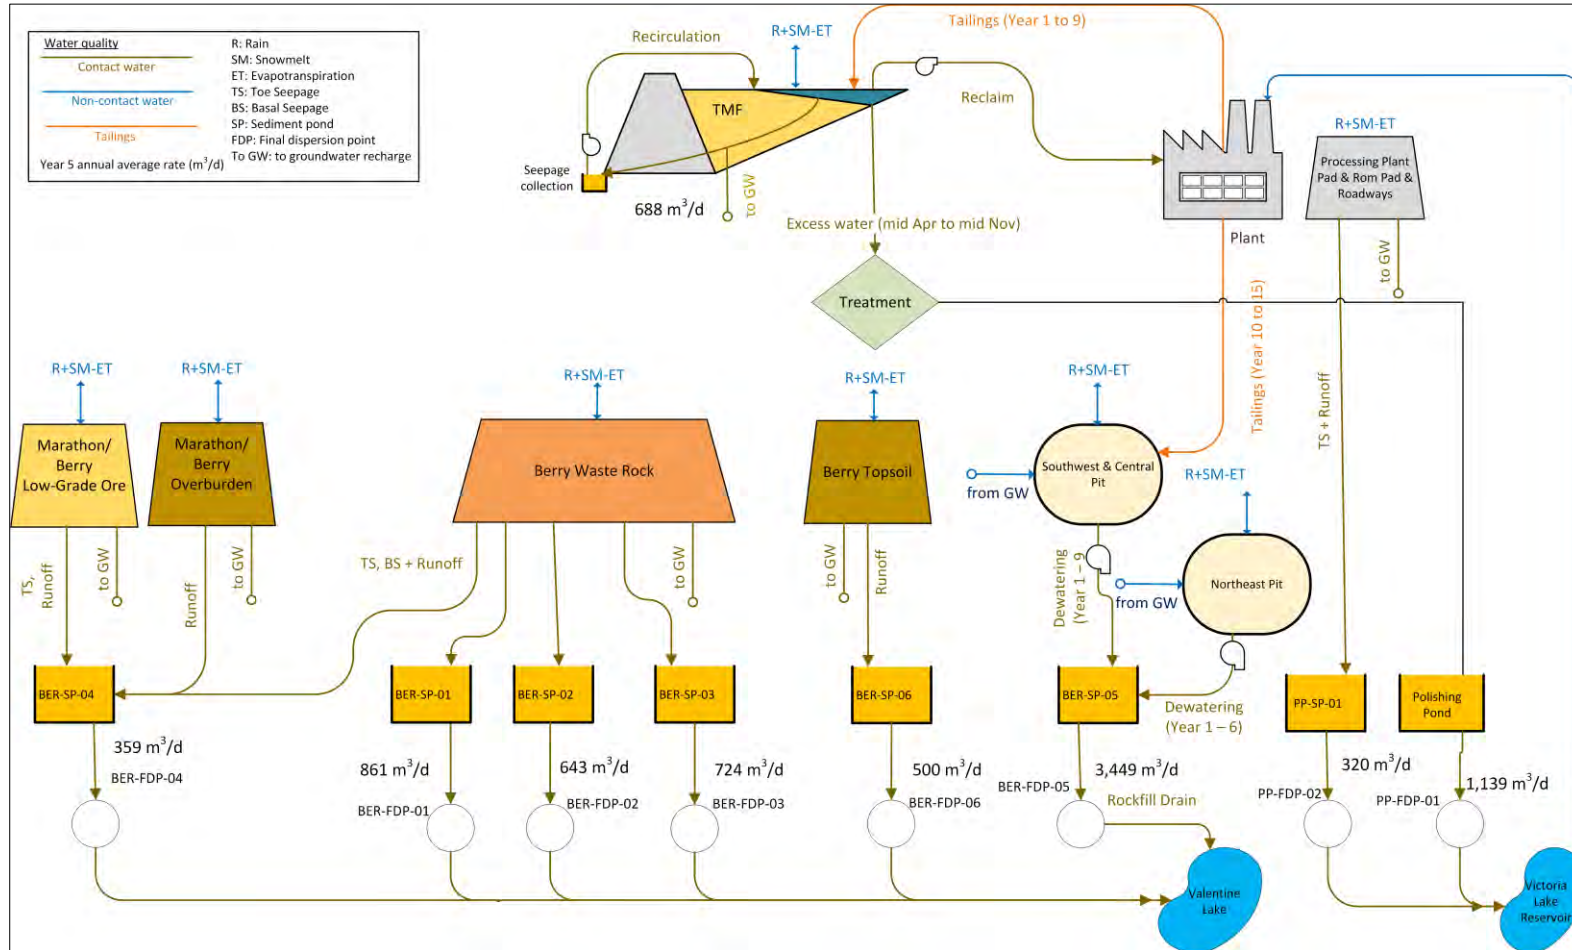 Water quality
Contact water
Non-contact water
Tailings
Year 5 annual average rate (m³/d)
R: Rain
SM: Snowmelt
ET: Evapotranspiration
TS: Toe Seepage
BS: Basal Seepage
SP: Sediment pond
FDP: Final dispersion point
To GW: to groundwater recharge
Recirculation
R+SM-ET
Tailings (Year 1 to 9)
TMF
Reclaim
Seepage
collection
688 m³/d
to GW
Excess water (mid Apr to mid Nov)
Plant
R+SM-ET
Processing Plant
Pad & Rom Pad &
Roadways
to GW
Treatment
Tailings (Year 10 to 15)
TS + Runoff
R+SM-ET
R+SM-ET
R+SM-ET
R+SM-ET
R+SM-ET
R+SM-ET
Marathon/
Berry
Low-Grade Ore
Marathon/
Berry
Overburden
Berry Waste Rock
Berry Topsoil
Southwest & Central
Pit
from GW
Northeast Pit
from GW
TS,
Runoff
to GW
Runoff
to GW
TS, BS + Runoff
to GW
to GW
Runoff
Dewatering
(Year 1 – 9
Dewatering
(Year 1 – 6)
BER-SP-04
BER-SP-01
BER-SP-02
BER-SP-03
BER-SP-06
BER-SP-05
PP-SP-01
Polishing
Pond
359 m³/d
BER-FDP-04
861 m³/d
BER-FDP-01
643 m³/d
BER-FDP-02
724 m³/d
BER-FDP-03
500 m³/d
BER-FDP-06
3,449 m³/d
BER-FDP-05
Rockfill Drain
320 m³/d
PP-FDP-02
1,139 m³/d
PP-FDP-01
Valentine
Lake
Victoria
Lake
Reservoir